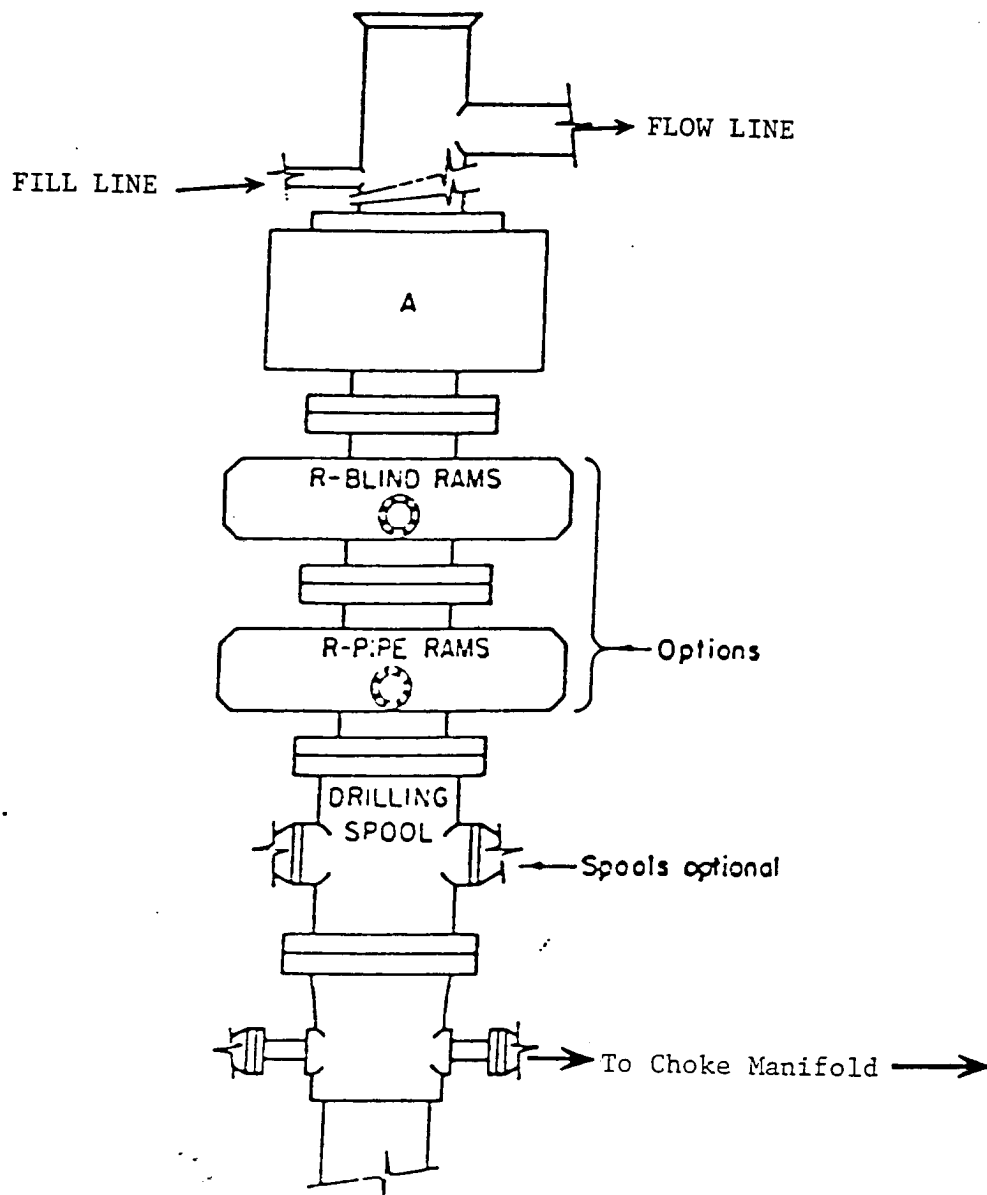 FLOW LINE
FILL LINE
A
R-BLIND RAMS
R-PIPE RAMS
Options
DRILLING
SPOOL
Spools optional
To Choke Manifold